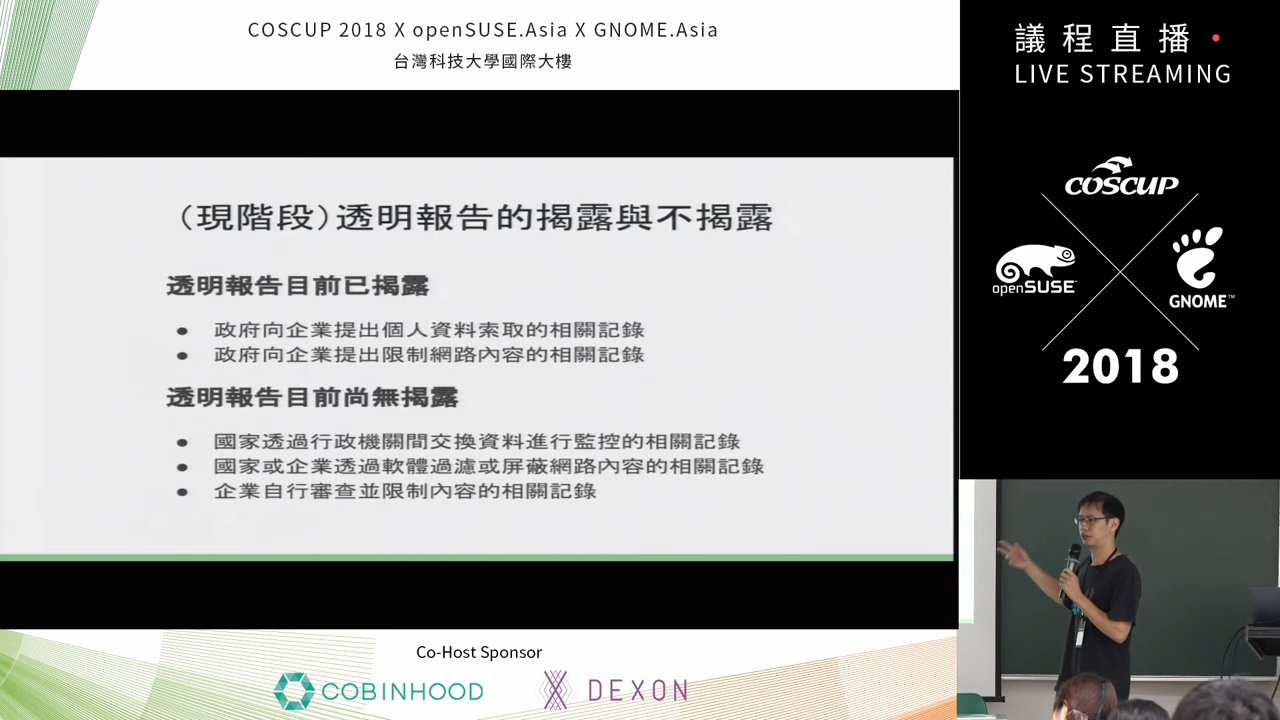 COSCUP 2018 X openSUSE.Asia X GNOME.Asia
台灣科技大學國際大樓
議程直播
LIVE STREAMING
(現階段)透明報告的揭露與不揭露
透明報告目前已揭露
• 政府向企業提出個人資料索取的相關記錄
• 政府向企業提出限制網路內容的相關記錄
透明報告目前尚無揭露
• 國家透過行政機關間交換資料進行監控的相關記錄
• 國家或企業透過軟體過濾或屏蔽網路內容的相關記錄
• 企業自行審查並限制內容的相關記錄
COSCUP
openSUSE
GNOME™
2018
Co-Host Sponsor
COBINHOOD
DEXON